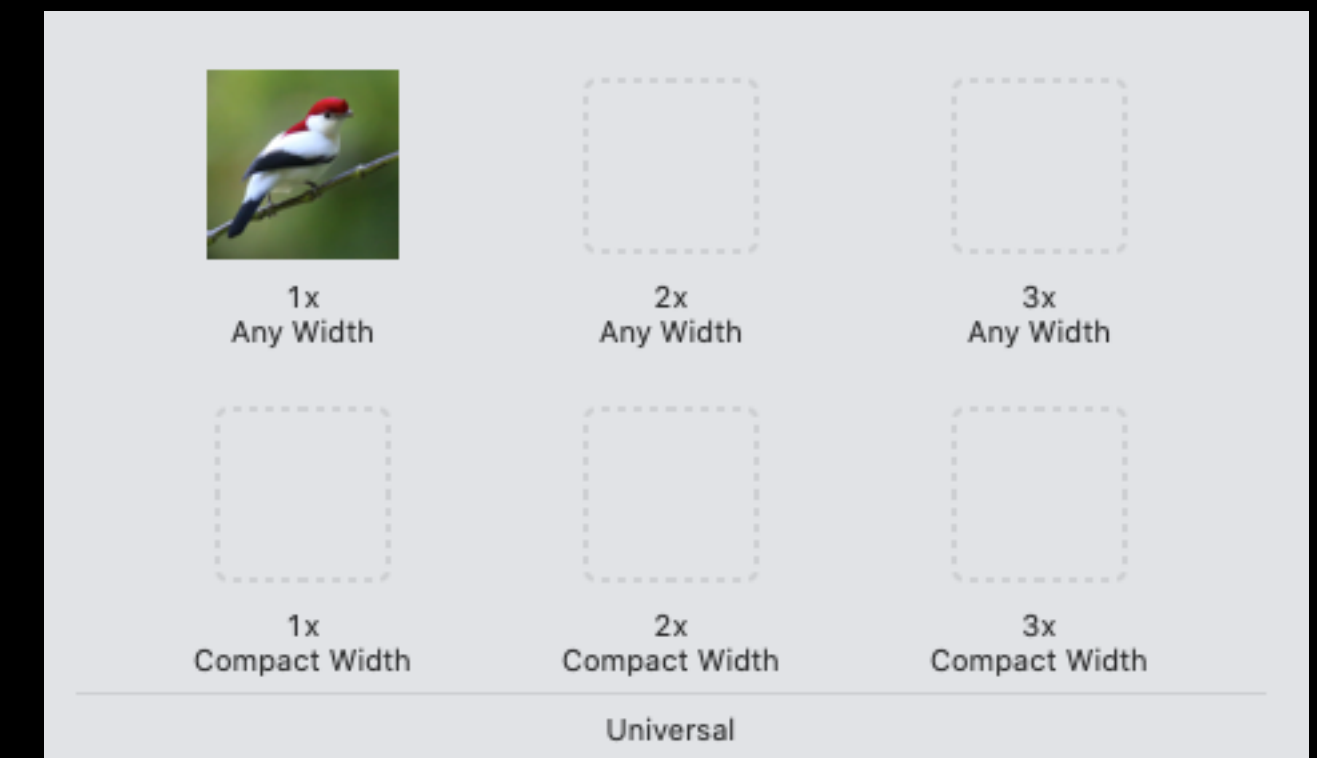 1x
Any Width
2x
Any Width
3x
Any Width
1x
Compact Width
2x
Compact Width
3x
Compact Width
Universal